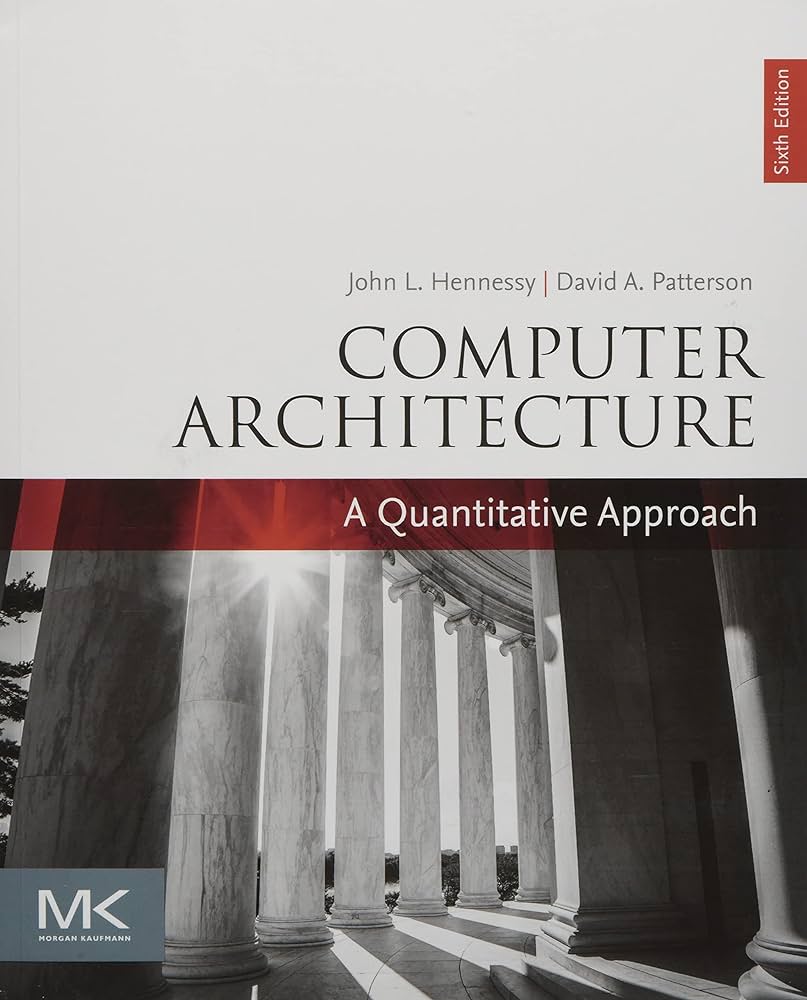 Sixth Edition
John L. Hennessy | David A. Patterson
COMPUTER
ARCHITECTURE
A Quantitative Approach
MK
MORGAN KAUFMANN